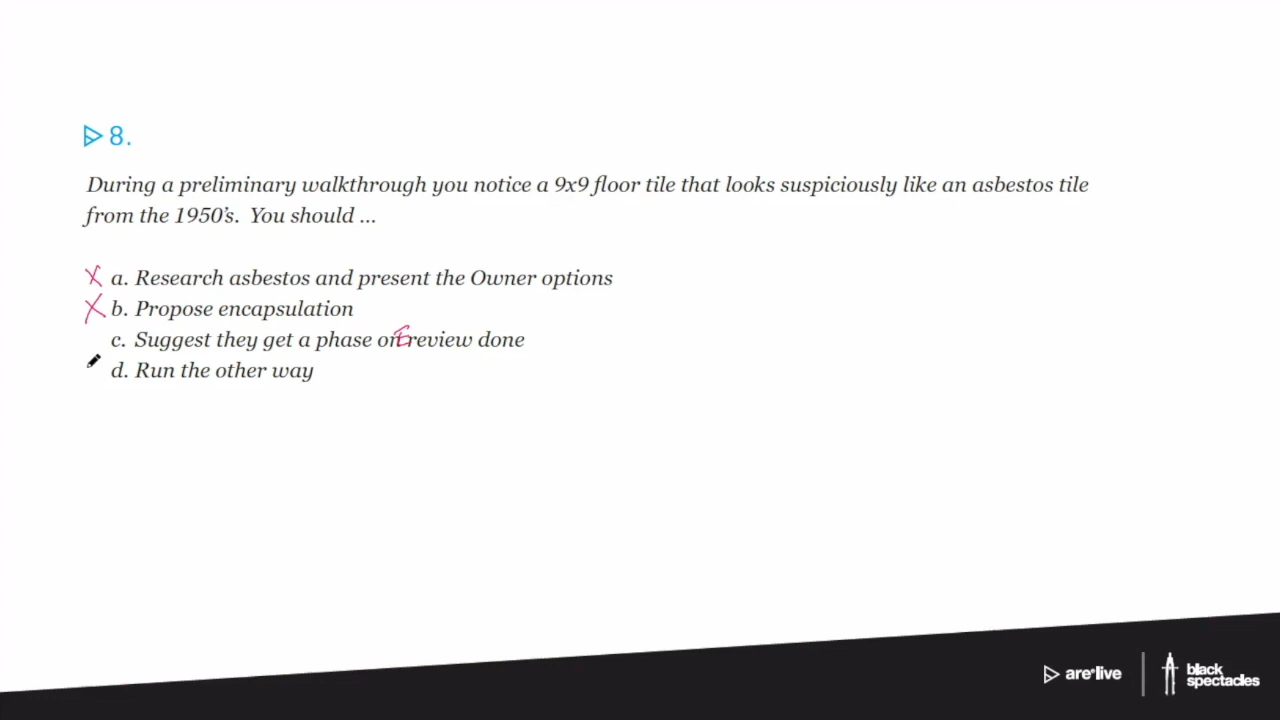 8.
During a preliminary walkthrough you notice a 9x9 floor tile that looks suspiciously like an asbestos tile
from the 1950's. You should ...
X a. Research asbestos and present the Owner options
X b. Propose encapsulation
c. Suggest they get a phase on E review done
d. Run the other way
are live
black
spectacles